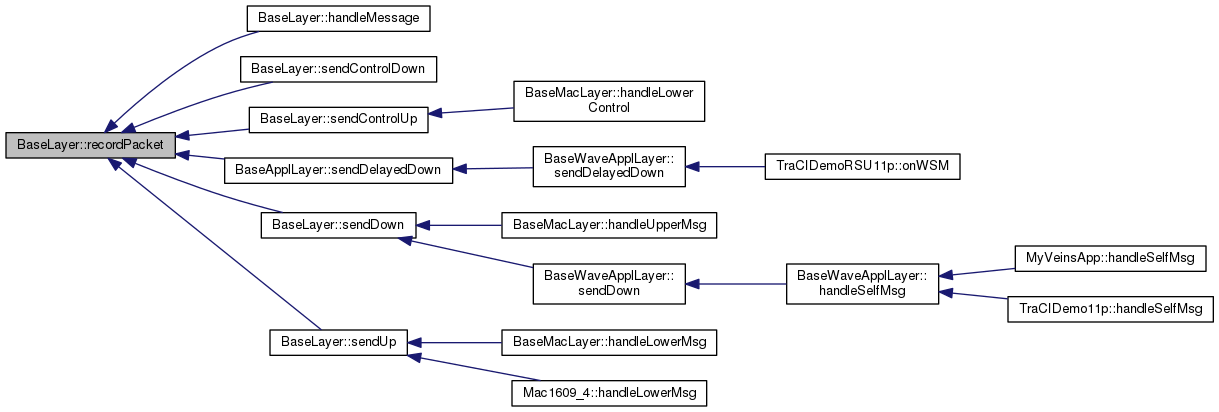 BaseLayer::handleMessage
BaseLayer::sendControlDown
BaseMacLayer::handleLower
Control
BaseLayer::sendControlUp
BaseLayer::recordPacket
BaseApplLayer::sendDelayedDown
BaseWaveApplLayer::
sendDelayedDown
TraCIDemoRSU11p::onWSM
BaseLayer::sendDown
BaseMacLayer::handleUpperMsg
BaseWaveApplLayer::
sendDown
BaseWaveApplLayer::
handleSelfMsg
MyVeinsApp::handleSelfMsg
TraCIDemo11p::handleSelfMsg
BaseLayer::sendUp
BaseMacLayer::handleLowerMsg
Mac1609_4::handleLowerMsg